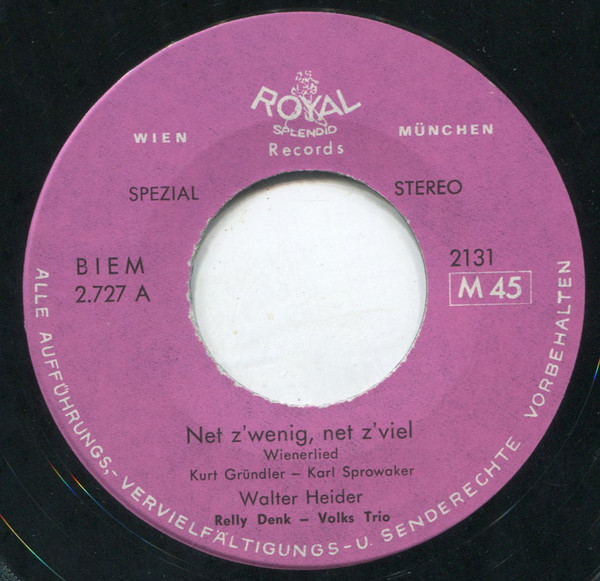 ROYAL
SPLENDID
Records
WIEN
MÜNCHEN
SPEZIAL
STEREO
BIEM
2.727 A
2131
M 45
Net z'wenig, net z'viel
Wienerlied
Kurt Gründler – Karl Sprowaker
Walter Heider
Relly Denk – Volks Trio
ALLE AUFFÜHRUNGS,- VERVIELFÄLTIGUNGS-U. SENDERECHTE VORBEHALTEN